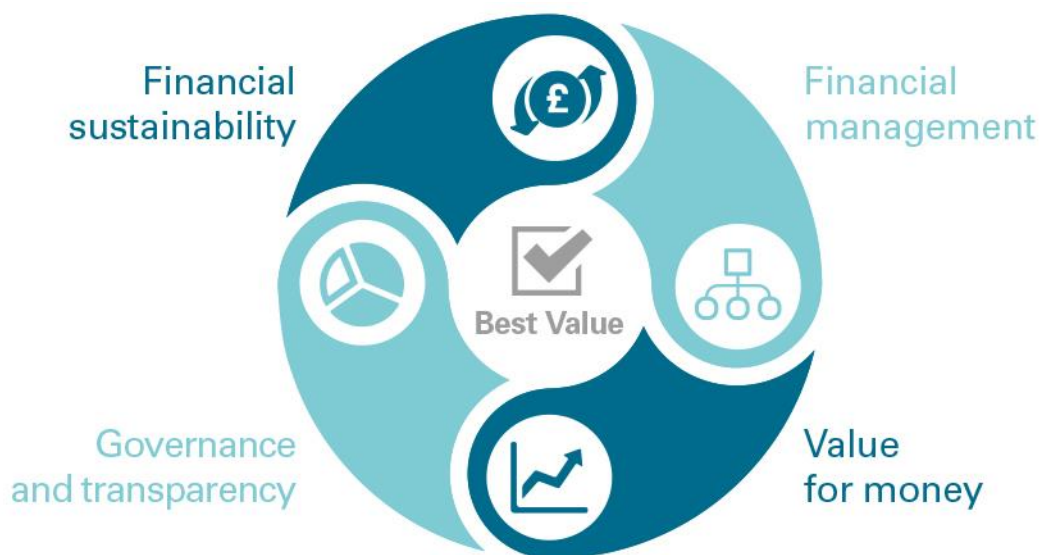 Financial
sustainability
£
Financial
management
Best Value
Governance
and transparency
Value
for money